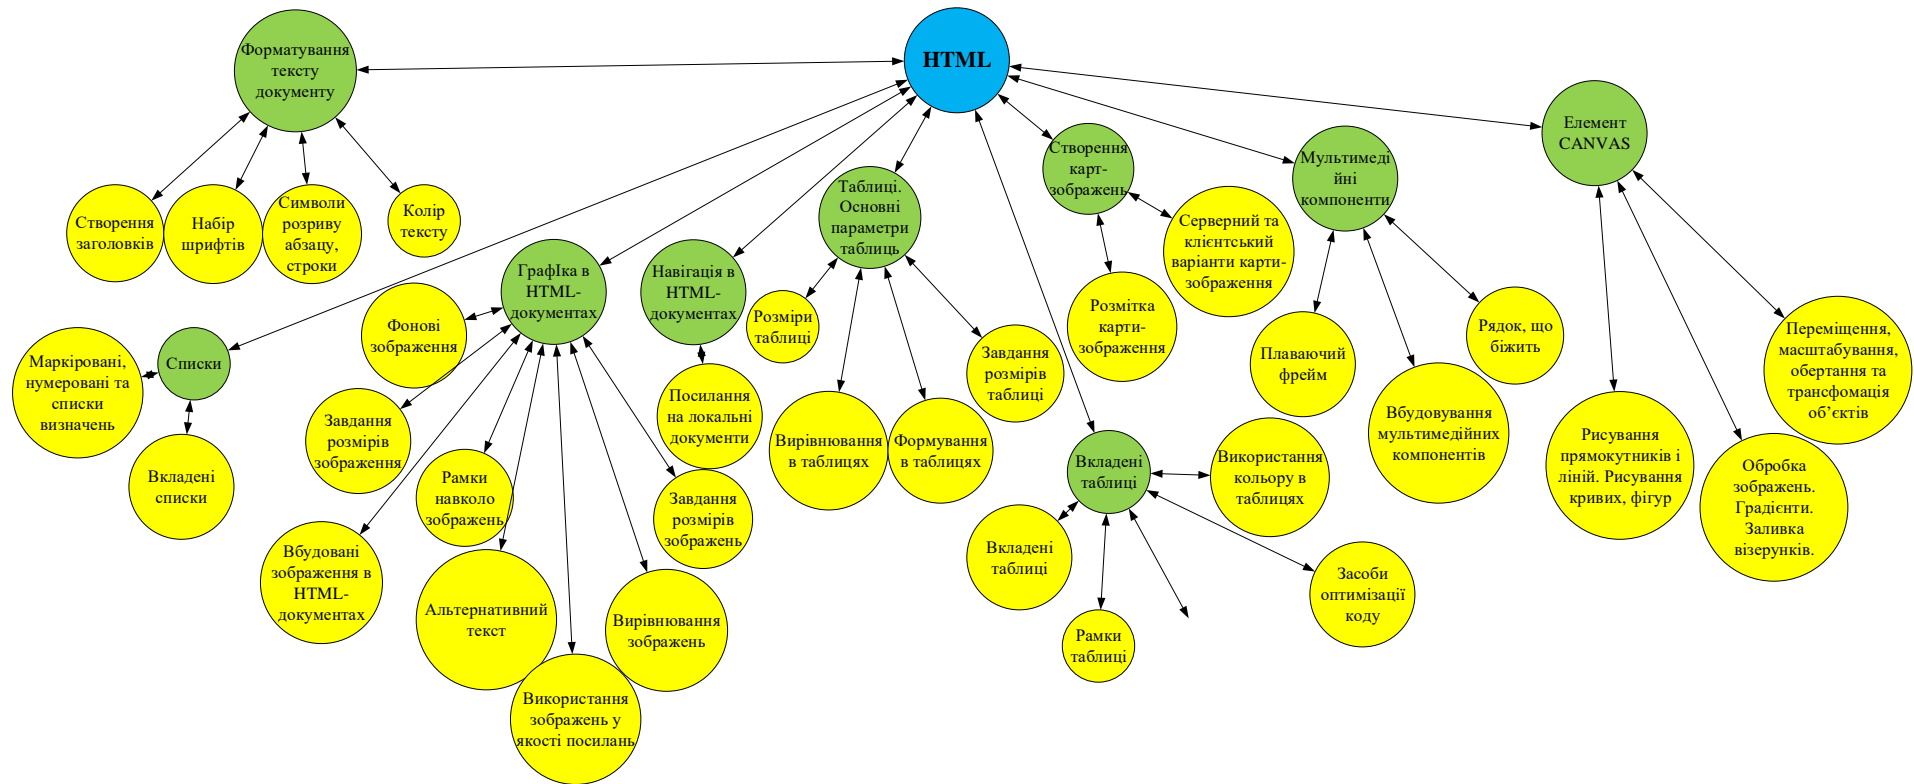 HTML
Форматування
тексту
документу
Створення
заголовків
Набір
шрифтів
Символи
розриву
абзацу,
строки
Колір
тексту
Списки
Маркіровані,
нумеровані та
списки
визначень
Вкладені
списки
ГрафІка в
HTML-
документах
Фонові
зображення
Завдання
розмірів
зображення
Вбудовані
зображення в
HTML-
документах
Рамки
навколо
зображень
Альтернативний
текст
Використання
зображень у
якості посилань
Вирівнювання
зображень
Завдання
розмірів
зображень
Навігація в
HTML-
документах
Посилання
на локальні
документи
Таблиці.
Основні
параметри
таблиць
Розміри
таблиці
Вирівнювання
в таблицях
Формування
в таблицях
Завдання
розмірів
таблиці
Створення
карт-
зображень
Серверний та
клієнтський
варіанти карти-
зображення
Розмітка
карти-
зображення
Вкладені
таблиці
Вкладені
таблиці
Рамки
таблиці
Використання
кольору в
таблицях
Засоби
оптимізації
коду
Мультимеді
йні
компоненти
Плаваючий
фрейм
Вбудовування
мультимедійних
компонентів
Рядок, що
біжить
Елемент
CANVAS
Рисування
прямокутників і
ліній. Рисування
кривих, фігур
Обробка
зображень.
Градієнти.
Заливка
візерунків.
Переміщення,
масштабування,
обертання та
трансфомація
об’єктів